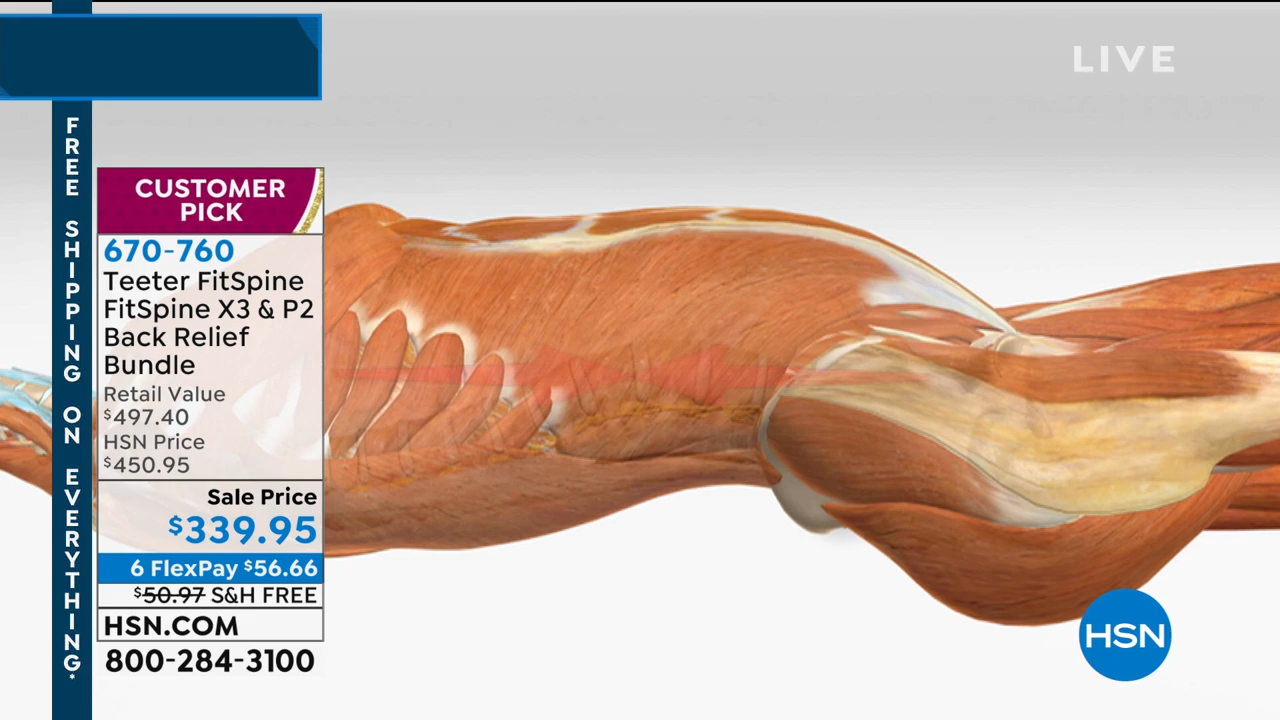 LIVE
FREE SHIPPING ON EVERYTHING*
CUSTOMER
PICK
670-760
Teeter FitSpine
FitSpine X3 & P2
Back Relief
Bundle
Retail Value
$497.40
HSN Price
$450.95
Sale Price
$339.95
6 FlexPay $56.66
$50.97 S&H FREE
HSN.COM
800-284-3100
HSN